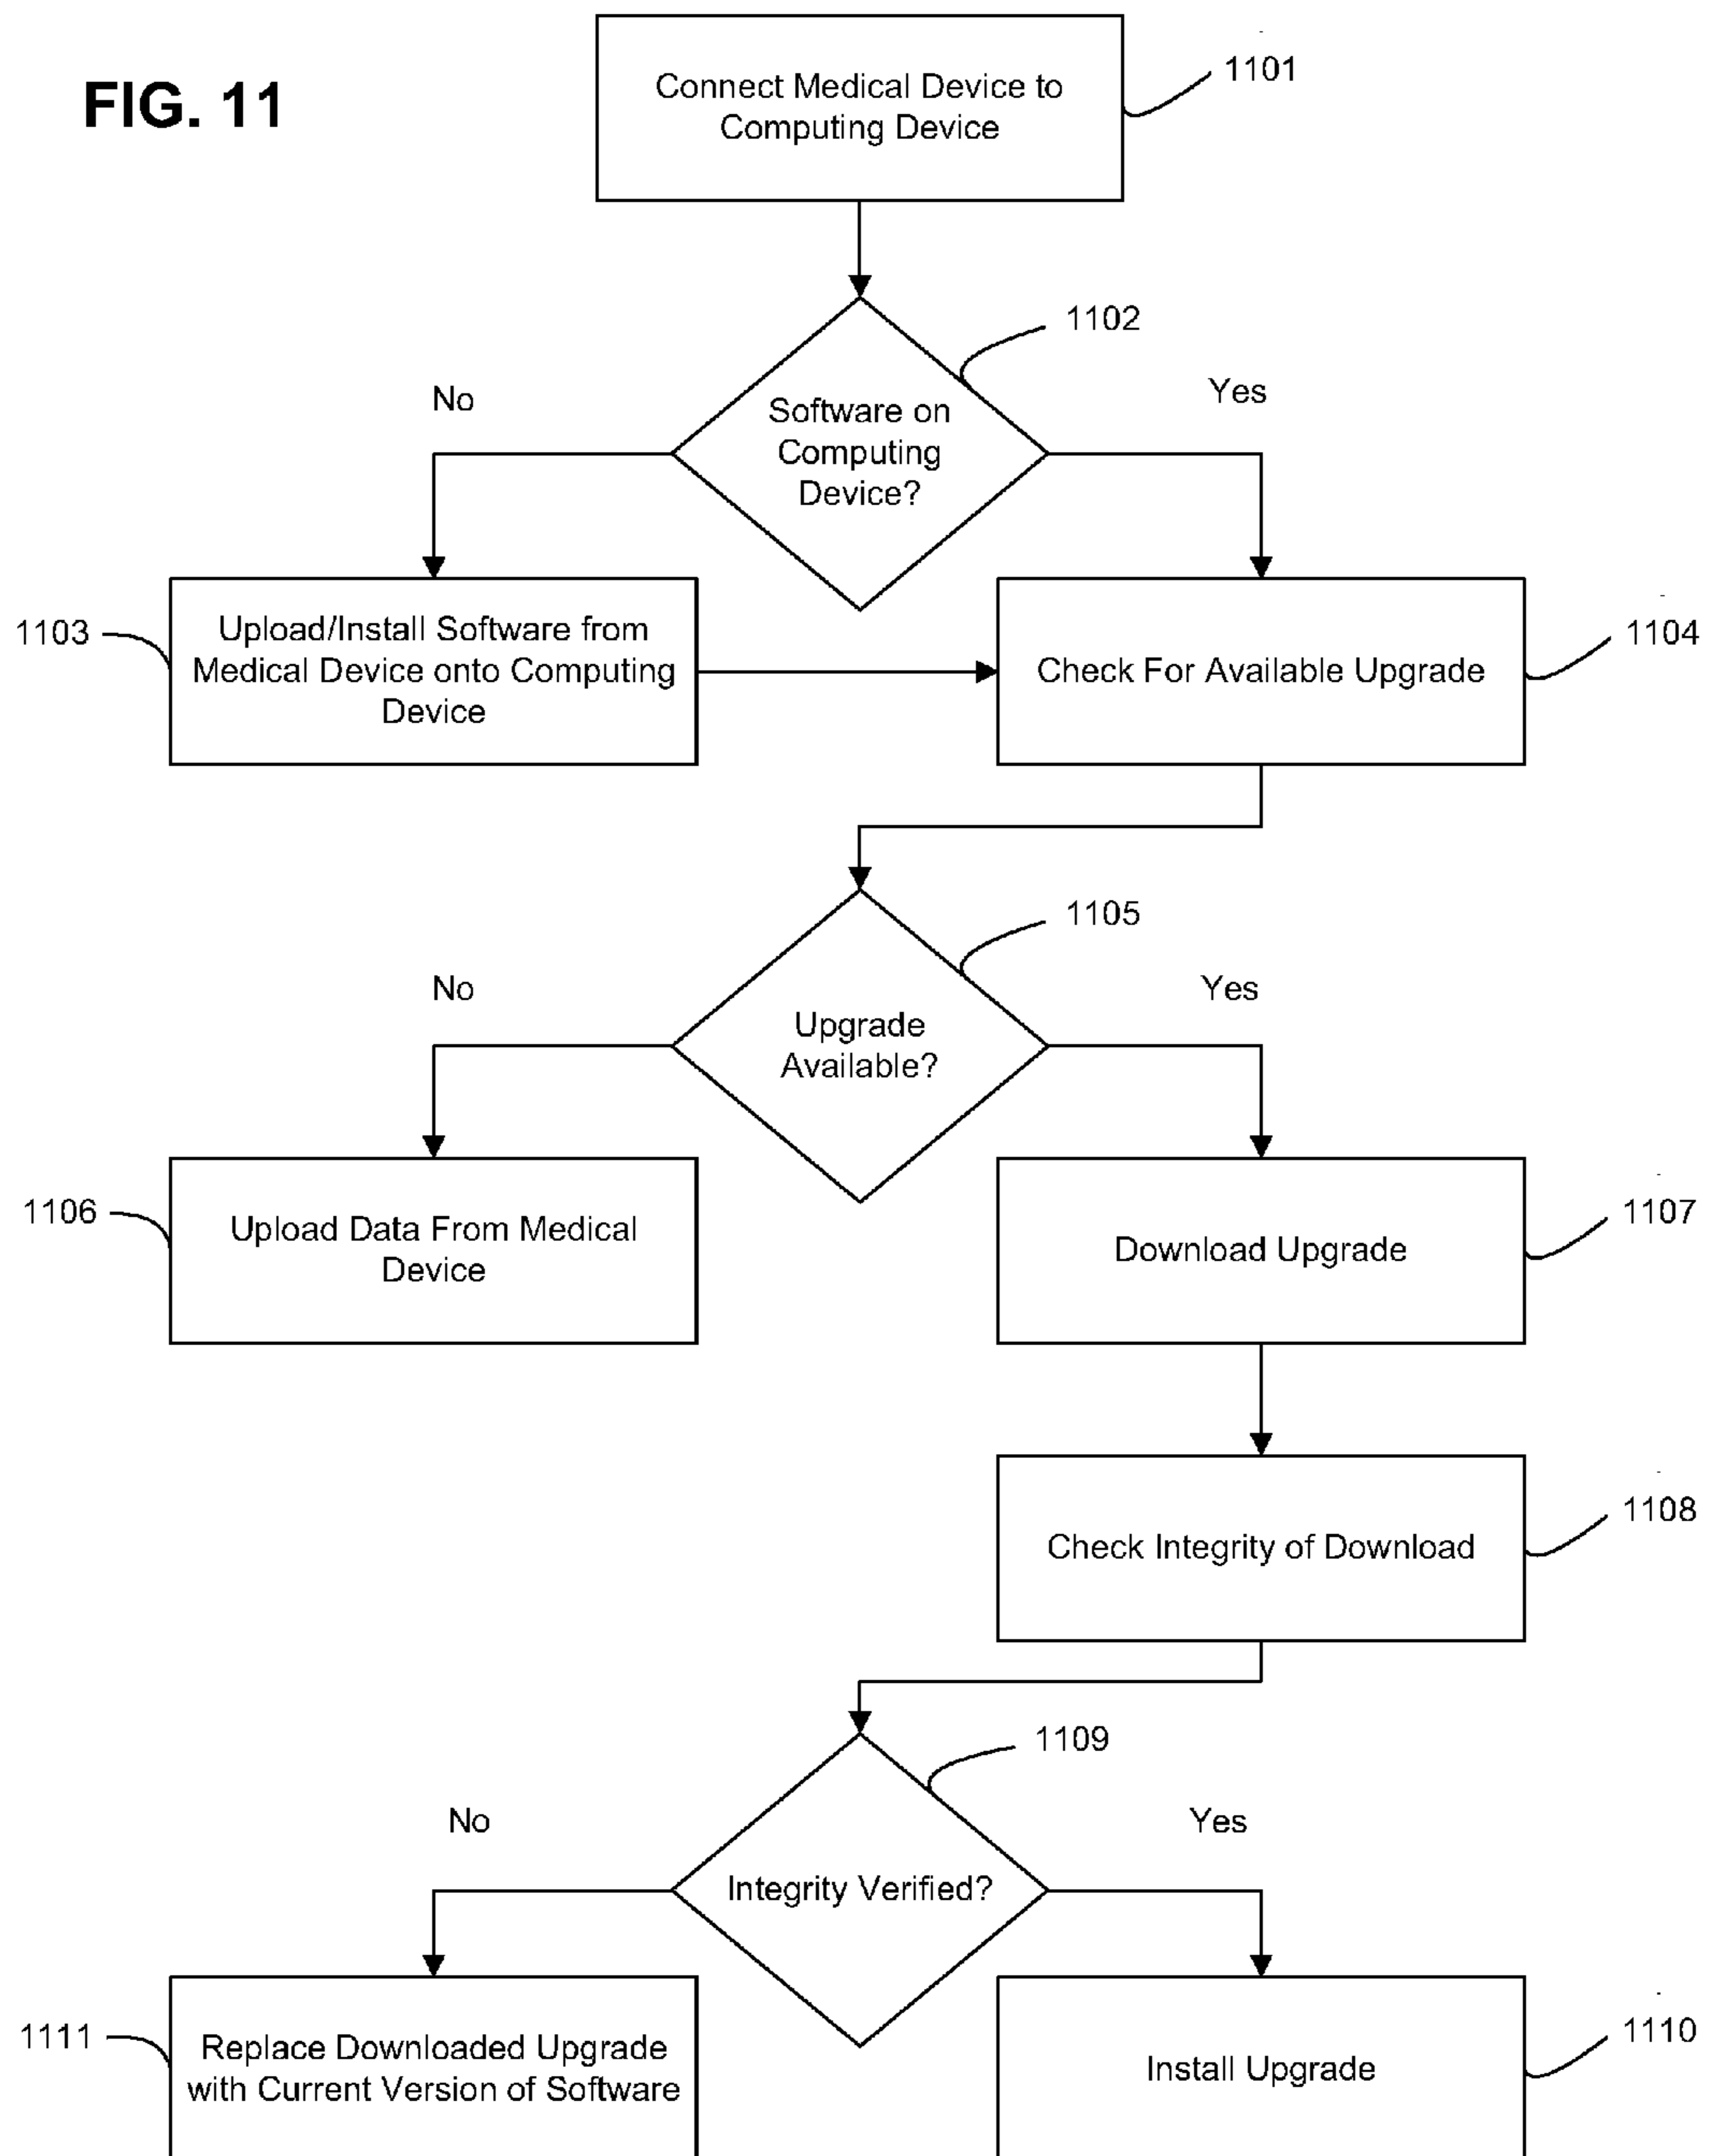 FIG. 11
Connect Medical Device to
Computing Device
1101
1102
No
Yes
Software on
Computing
Device?
1103
Upload/Install Software from
Medical Device onto Computing
Device
Check For Available Upgrade
1104
1105
No
Yes
Upgrade
Available?
1106
Upload Data From Medical
Device
Download Upgrade
1107
Check Integrity of Download
1108
1109
No
Yes
Integrity Verified?
1111
Replace Downloaded Upgrade
with Current Version of Software
Install Upgrade
1110